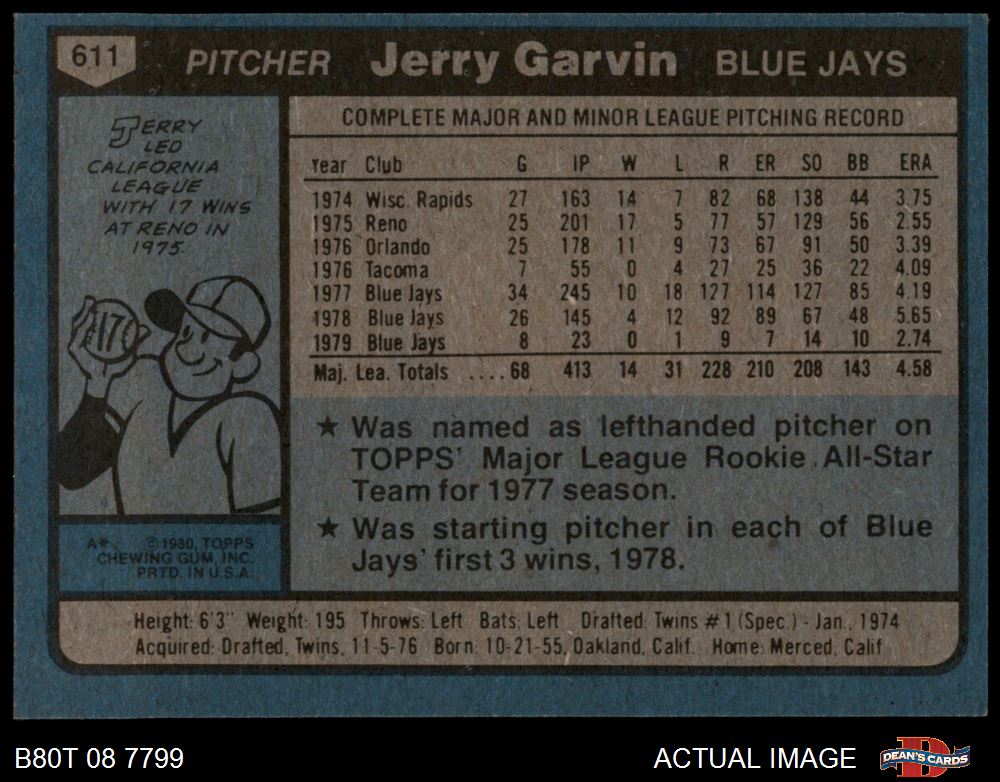 611 PITCHER Jerry Garvin BLUE JAYS
JERRY
LED
CALIFORNIA
LEAGUE
WITH 17 WINS
AT RENO IN
1975.
17
A* ©1980, TOPPS
CHEWING GUM, INC.
PRTD. IN U.S.A.
COMPLETE MAJOR AND MINOR LEAGUE PITCHING RECORD
Year Club G IP W L R ER SO BB ERA
1974 Wisc. Rapids 27 163 14 7 82 68 138 44 3.75
1975 Reno 25 201 17 5 77 57 129 56 2.55
1976 Orlando 25 178 11 9 73 67 91 50 3.39
1976 Tacoma 7 55 0 4 27 25 36 22 4.09
1977 Blue Jays 34 245 10 18 127 114 127 85 4.19
1978 Blue Jays 26 145 4 12 92 89 67 48 5.65
1979 Blue Jays 8 23 0 1 9 7 14 10 2.74
Maj. Lea. Totals ....68 413 14 31 228 210 208 143 4.58
★ Was named as lefthanded pitcher on
TOPPS' Major League Rookie All-Star
Team for 1977 season.
★ Was starting pitcher in each of Blue
Jays' first 3 wins, 1978.
Height: 6'3" Weight: 195 Throws: Left Bats: Left Drafted: Twins #1 (Spec.) - Jan., 1974
Acquired: Drafted, Twins, 11-5-76 Born: 10-21-55, Oakland, Calif. Home: Merced, Calif.
B80T 08 7799 ACTUAL IMAGE DEAN'S CARDS